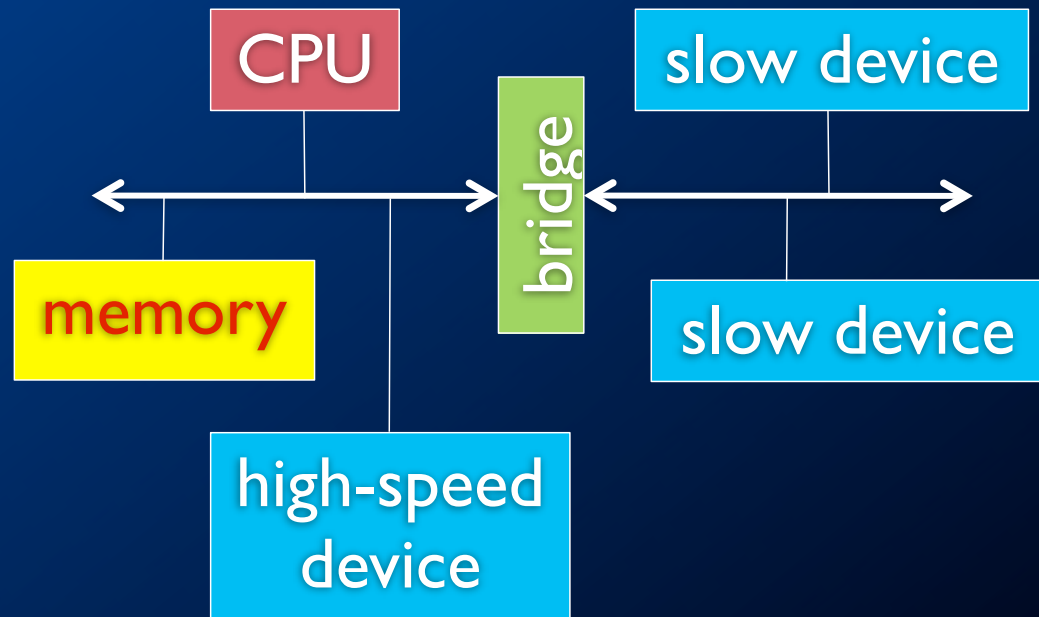 CPU
slow device
bridge
memory
slow device
high-speed
device